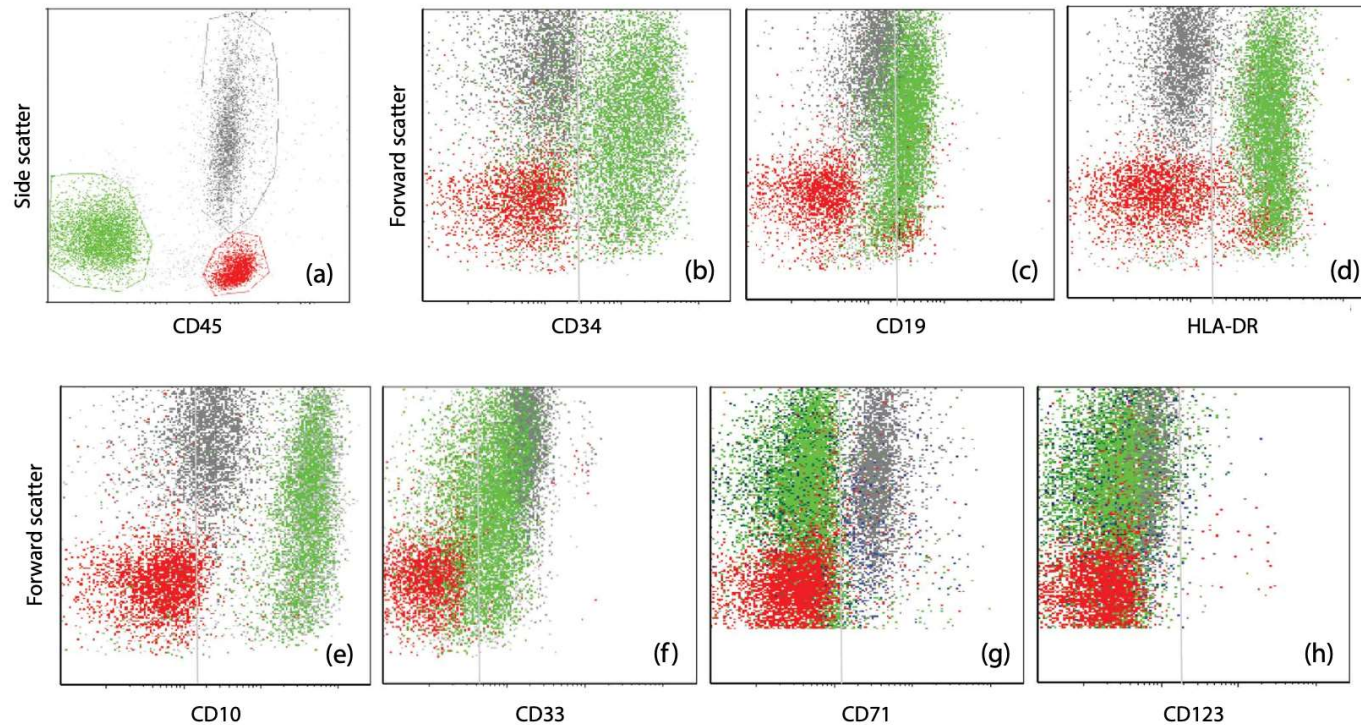 Side scatter
(a)
CD45
Forward scatter
(b)
CD34
(c)
CD19
(d)
HLA-DR
Forward scatter
(e)
CD10
(f)
CD33
(g)
CD71
(h)
CD123